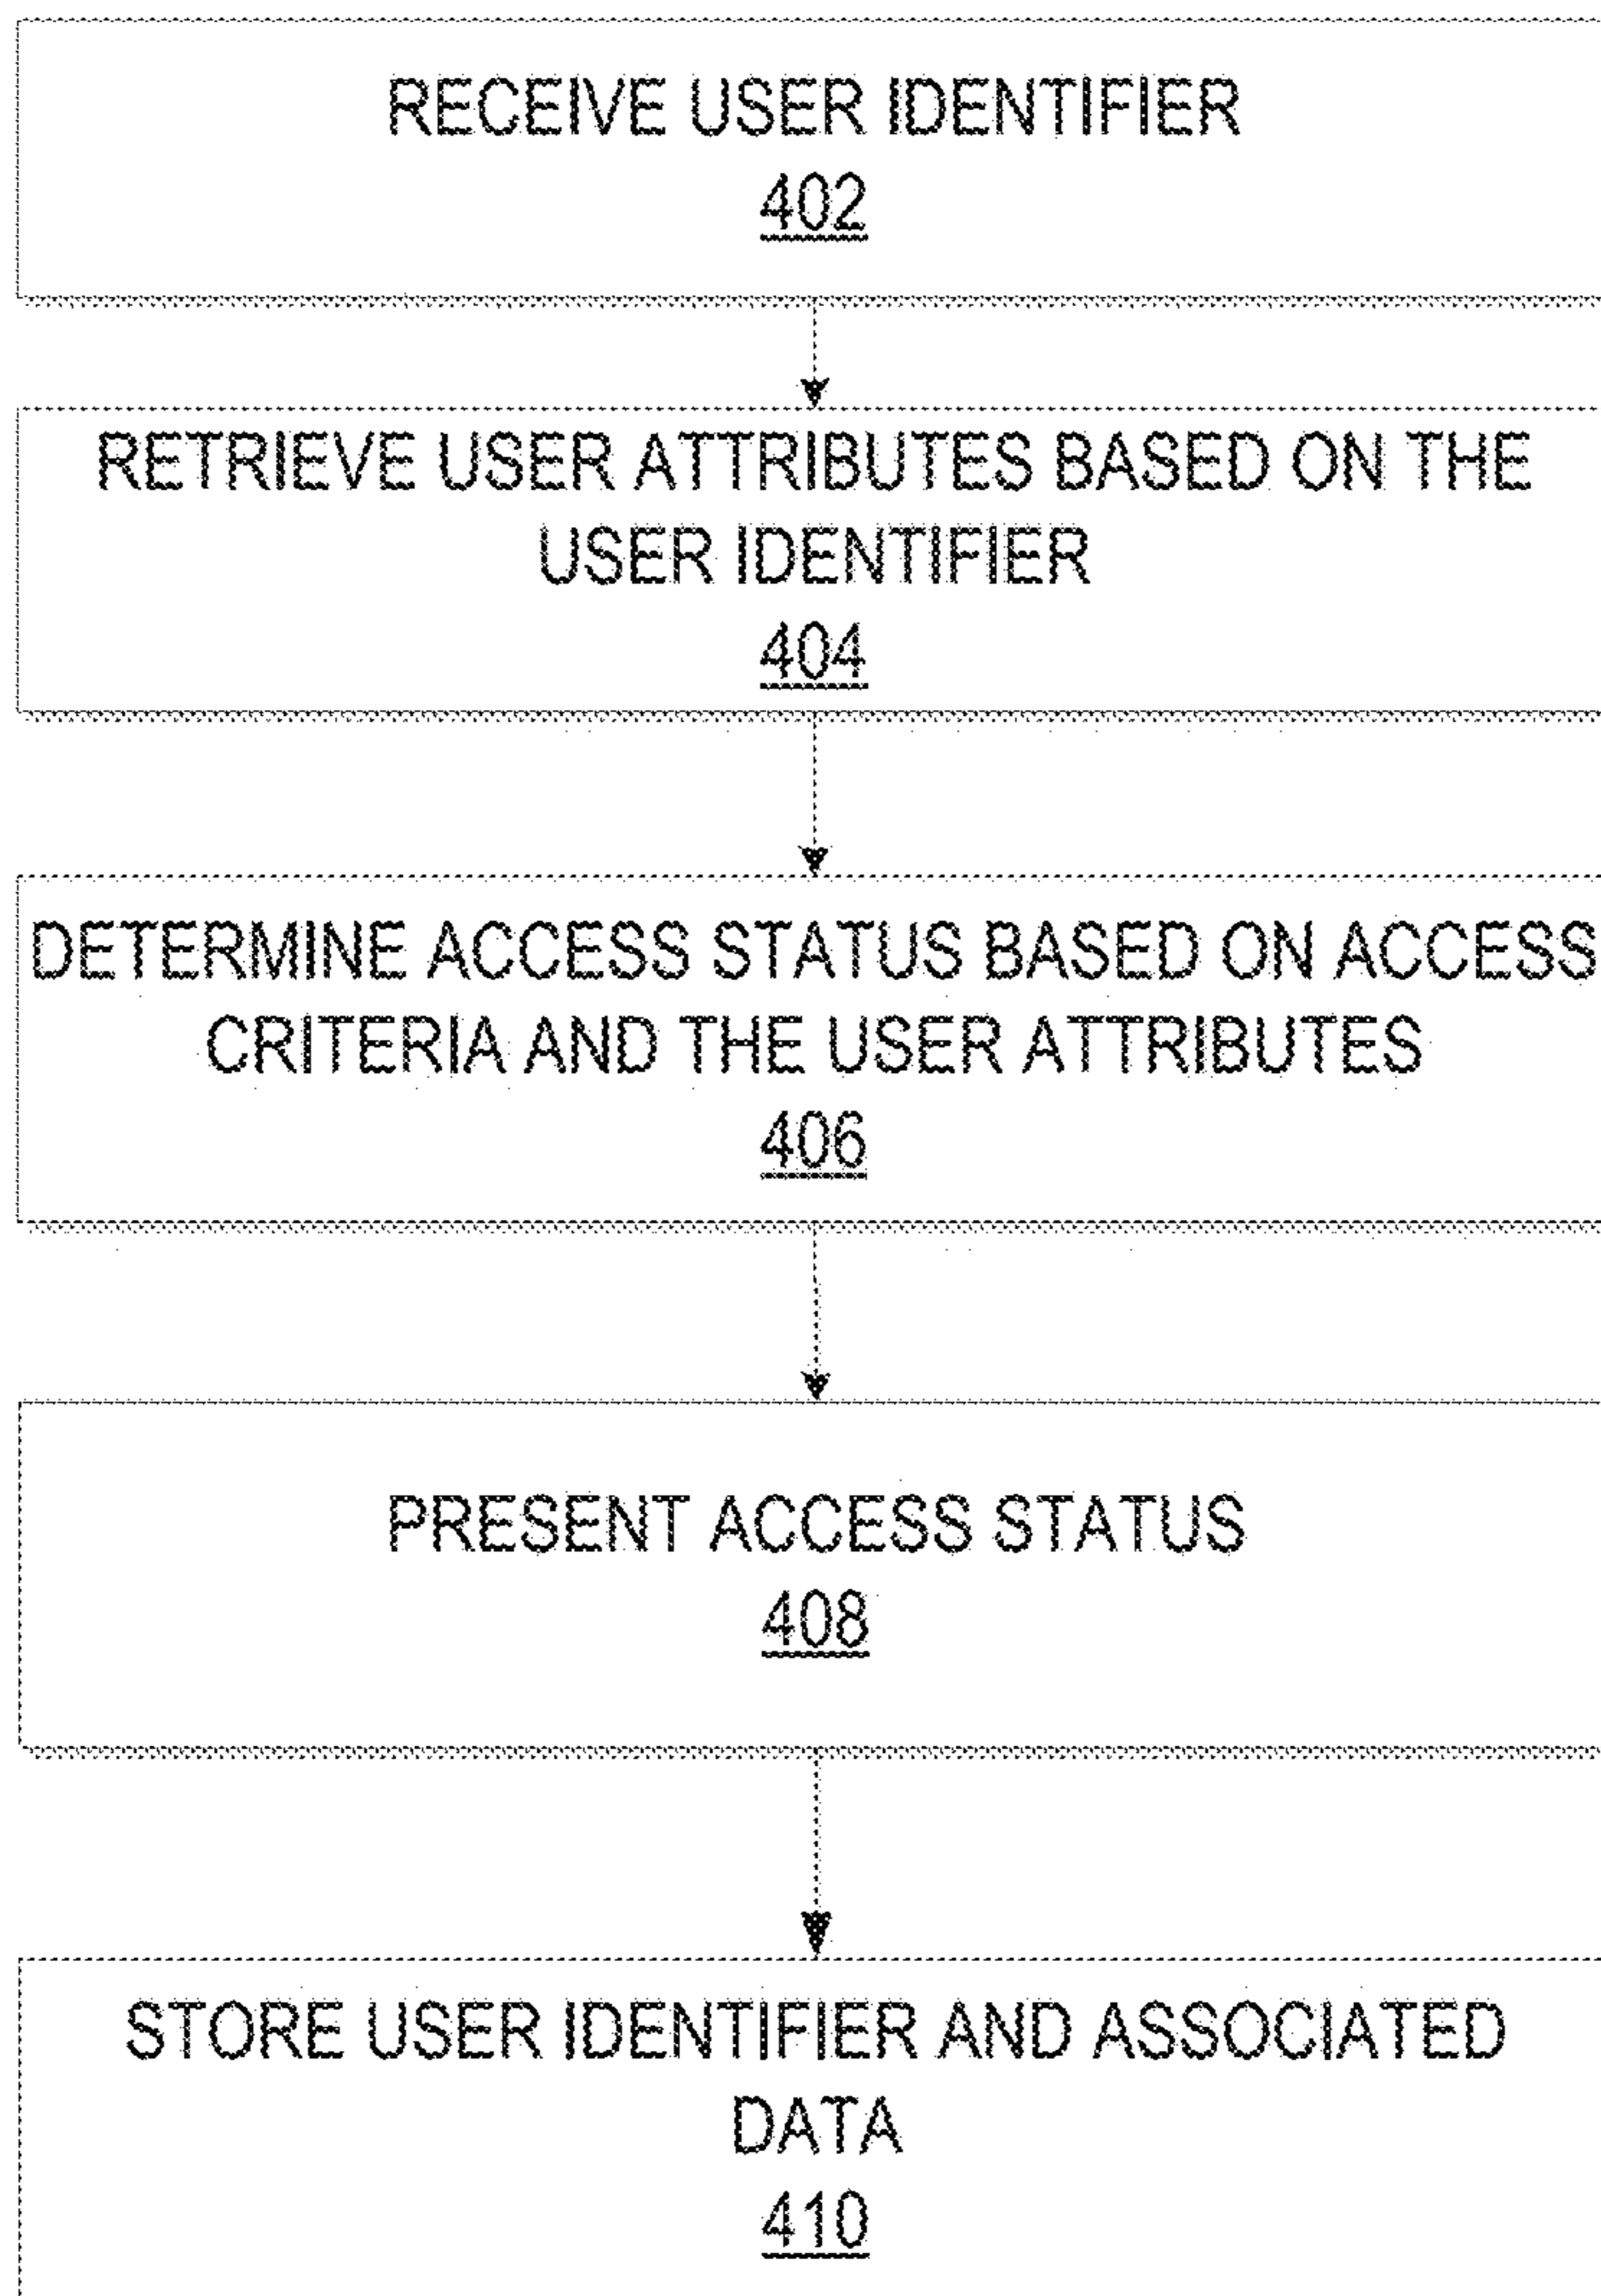 RECEIVE USER IDENTIFIER
402
RETRIEVE USER ATTRIBUTES BASED ON THE
USER IDENTIFIER
404
DETERMINE ACCESS STATUS BASED ON ACCESS
CRITERIA AND THE USER ATTRIBUTES
406
PRESENT ACCESS STATUS
408
STORE USER IDENTIFIER AND ASSOCIATED
DATA
410